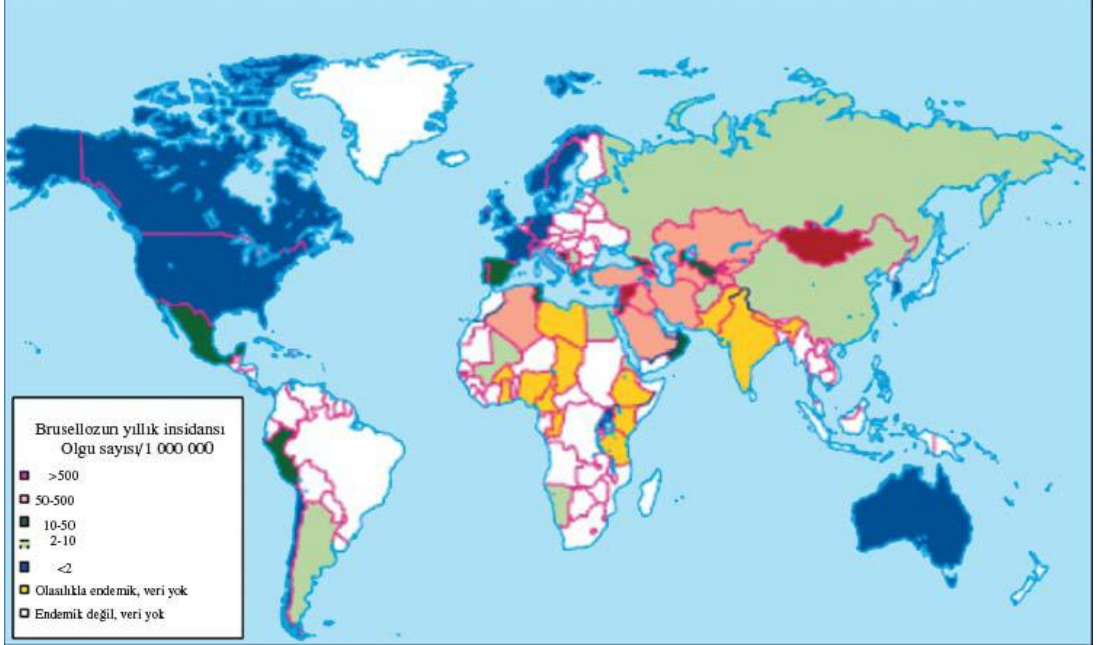 Brusellozun yıllık insidansı
Olgu sayısı/1 000 000
>500
50-500
10-50
2-10
<2
Olasılıkla endemik, veri yok
Endemik değil, veri yok